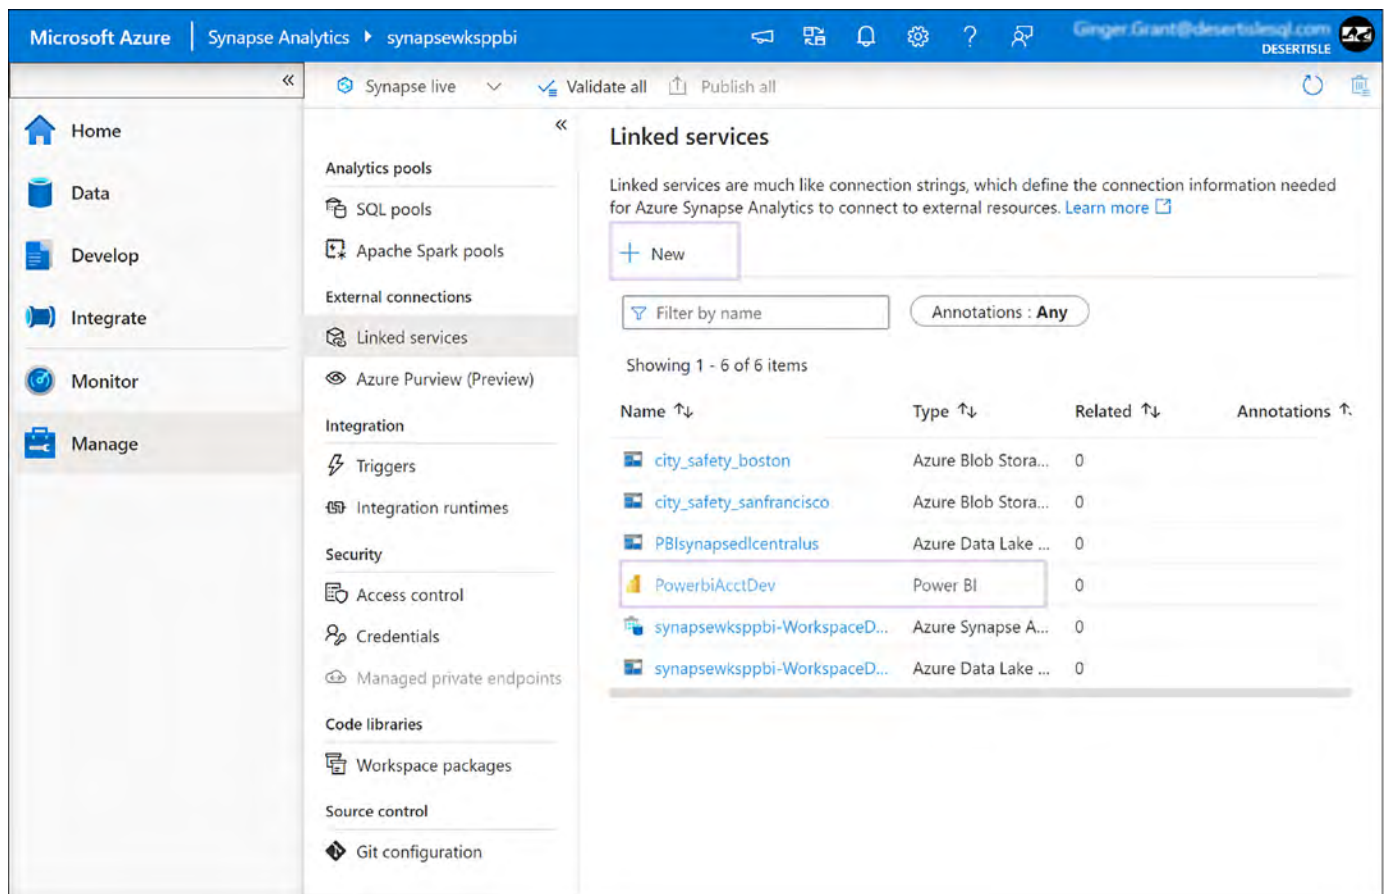 Microsoft Azure
Synapse Analytics
synapsewksppbi
Ginger.Grant@desertislesql.com
DESERTISLE
Synapse live
Validate all
Publish all
Home
Data
Develop
Integrate
Monitor
Manage
Analytics pools
SQL pools
Apache Spark pools
External connections
Linked services
Azure Purview (Preview)
Integration
Triggers
Integration runtimes
Security
Access control
Credentials
Managed private endpoints
Code libraries
Workspace packages
Source control
Git configuration
Linked services
Linked services are much like connection strings, which define the connection information needed
for Azure Synapse Analytics to connect to external resources. Learn more
New
Filter by name
Annotations : Any
Showing 1 - 6 of 6 items
Name Type Related Annotations
city_safety_boston Azure Blob Stora... 0
city_safety_sanfrancisco Azure Blob Stora... 0
PBIsynapsedlcentralus Azure Data Lake ... 0
PowerbiAcctDev Power BI 0
synapsewksppbi-WorkspaceD... Azure Synapse A... 0
synapsewksppbi-WorkspaceD... Azure Data Lake ... 0